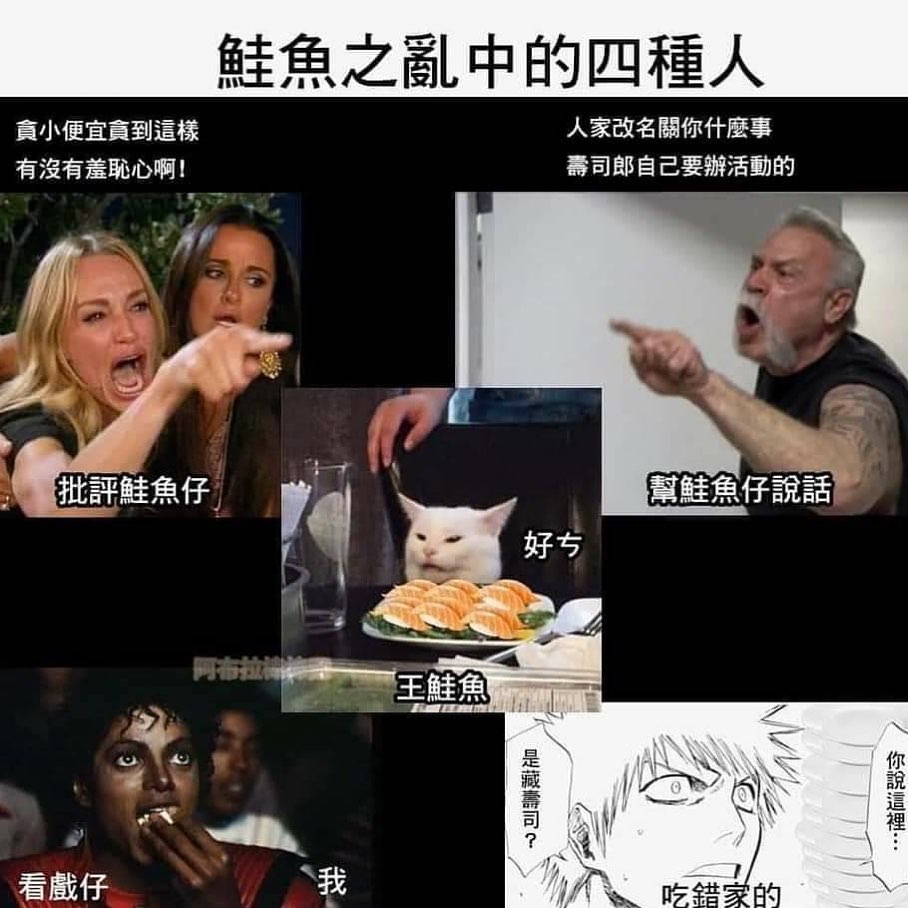 鮭魚之亂中的四種人
貪小便宜貪到這樣
有沒有羞恥心啊!
人家改名關你什麼事
壽司郎自己要辦活動的
批評鮭魚仔
幫鮭魚仔說話
好ㄘ
阿布拉
王鮭魚
看戲仔
我
你說這裡…
是藏壽司?
吃錯家的